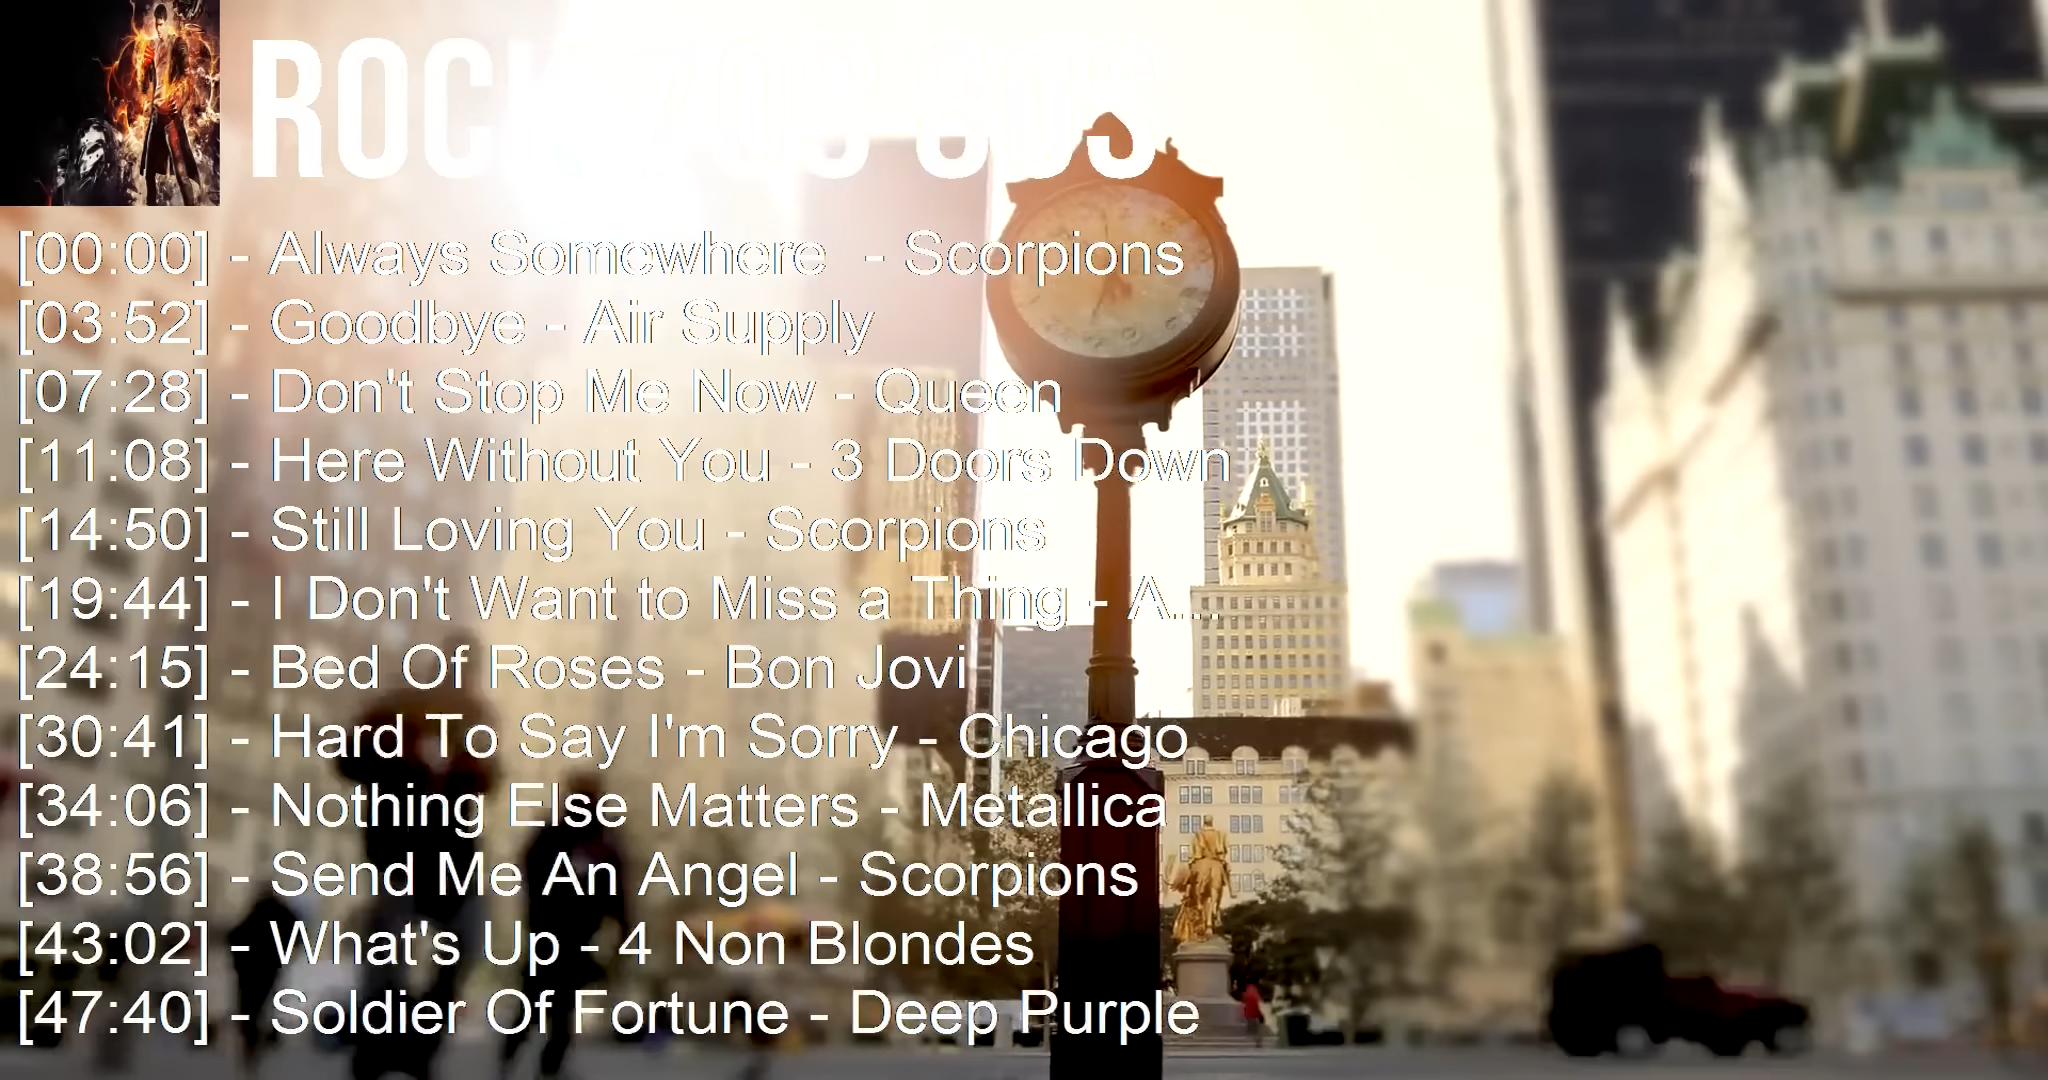 ROCK 70S 80S
[00:00] - Always Somewhere - Scorpions
[03:52] - Goodbye - Air Supply
[07:28] - Don't Stop Me Now - Queen
[11:08] - Here Without You - 3 Doors Down
[14:50] - Still Loving You - Scorpions
[19:44] - I Don't Want to Miss a Thing - A...
[24:15] - Bed Of Roses - Bon Jovi
[30:41] - Hard To Say I'm Sorry - Chicago
[34:06] - Nothing Else Matters - Metallica
[38:56] - Send Me An Angel - Scorpions
[43:02] - What's Up - 4 Non Blondes
[47:40] - Soldier Of Fortune - Deep Purple